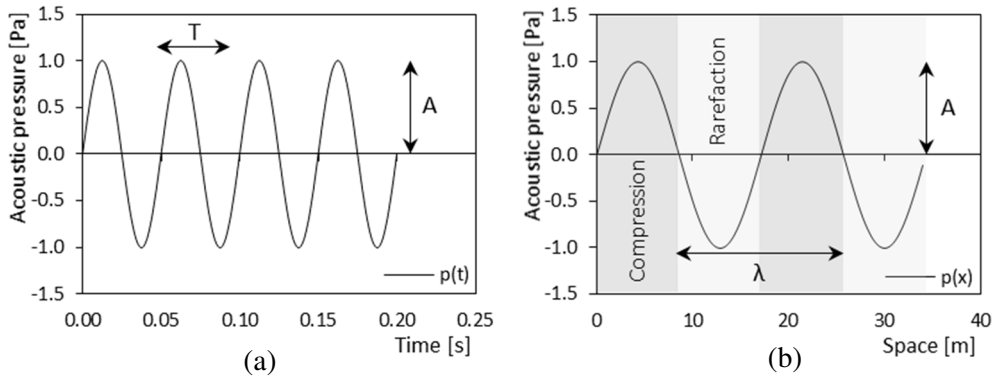 Acoustic pressure [Pa]
1.5
1.0
0.5
0.0
-0.5
-1.0
-1.5
T
A
p(t)
0.00 0.05 0.10 0.15 0.20 0.25
Time [s]
(a)
Acoustic pressure [Pa]
1.5
1.0
0.5
0.0
-0.5
-1.0
-1.5
Rarefaction
Compression
A
λ
p(x)
0 10 20 30 40
Space [m]
(b)